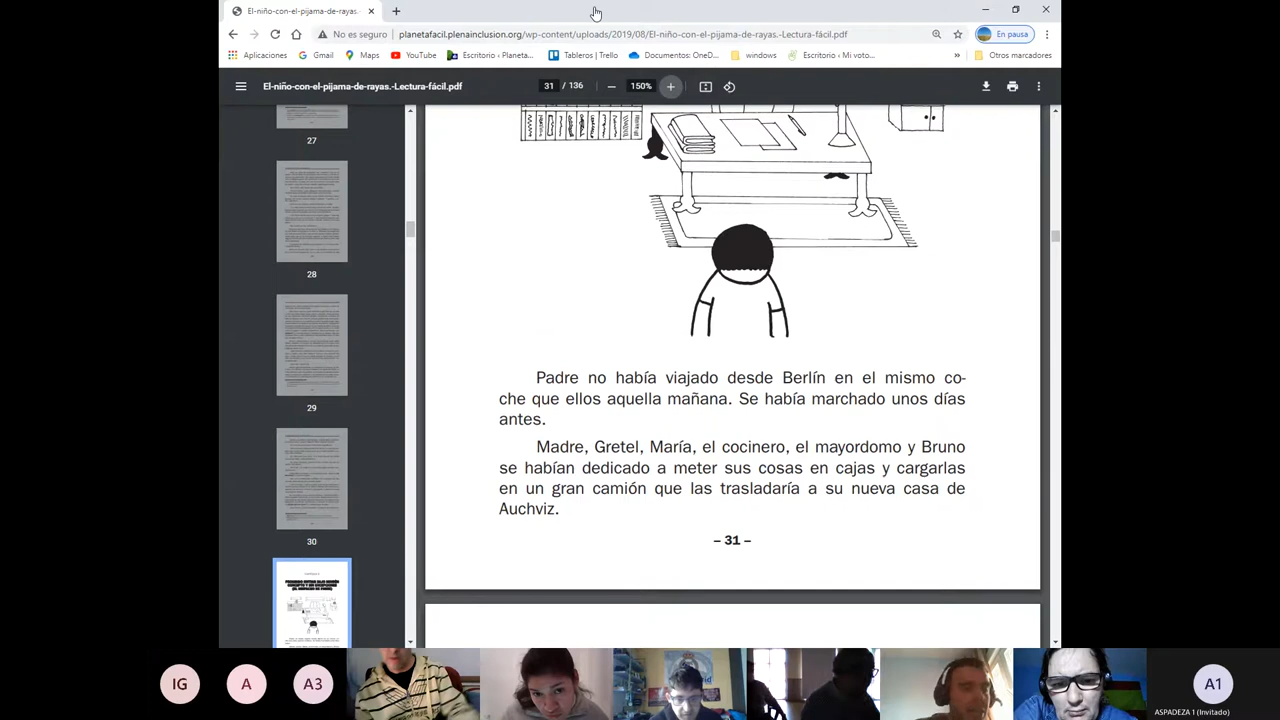 El-niño-con-el-pijama-de-rayas.-
No es seguro
planetafacil.plenainclusion.org/wp-content/uploads/2019/08/El-niño-con-el-pijama-de-rayas.-Lectura-fácil.pdf
En pausa
Aplicaciones
Gmail
Maps
YouTube
Escritorio – Planeta...
Tableros | Trello
Documentos: OneD...
windows
Escritorio ‹ Mi voto...
»
Otros marcadores
El-niño-con-el-pijama-de-rayas.-Lectura-fácil.pdf
31 / 136
150%
27
28
29
30
Padre no había viajado desde Berlín en el mismo co-
che que ellos aquella mañana. Se había marchado unos días
antes.
Madre, Gretel, María, el cocinero, el mayordomo y Bruno
se habían dedicado a meter sus cosas en cajas y cargarlas
en un gran camión que las trasladaría a su nueva casa de
Auchviz.
– 31 –
IG
A
A3
A1
ASPADEZA 1 (Invitado)